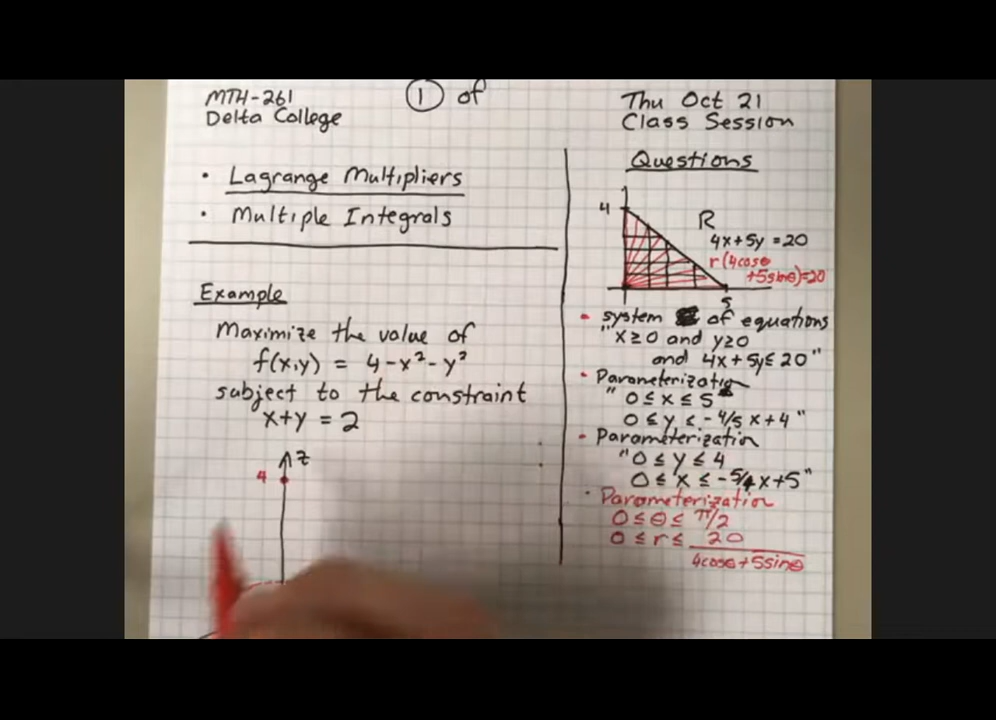 MTH-261
Delta College
1 of
Thu Oct 21
Class Session
• Lagrange Multipliers
• Multiple Integrals
Example
Maximize the value of
f(x,y) = 4-x²-y²
subject to the constraint
x+y = 2
z
4
Questions
4
R
4x+5y = 20
r(4cosθ
+5sinθ)=20
5
• system of equations
"x≥0 and y≥0
and 4x+5y≤20"
• Parameterization
"0≤x≤5
0≤y≤-4/5x+4"
• Parameterization
"0≤y≤4
0≤x≤-5/4x+5"
• Parameterization
0≤θ≤π/2
0≤r≤ 20
4cosθ+5sinθ